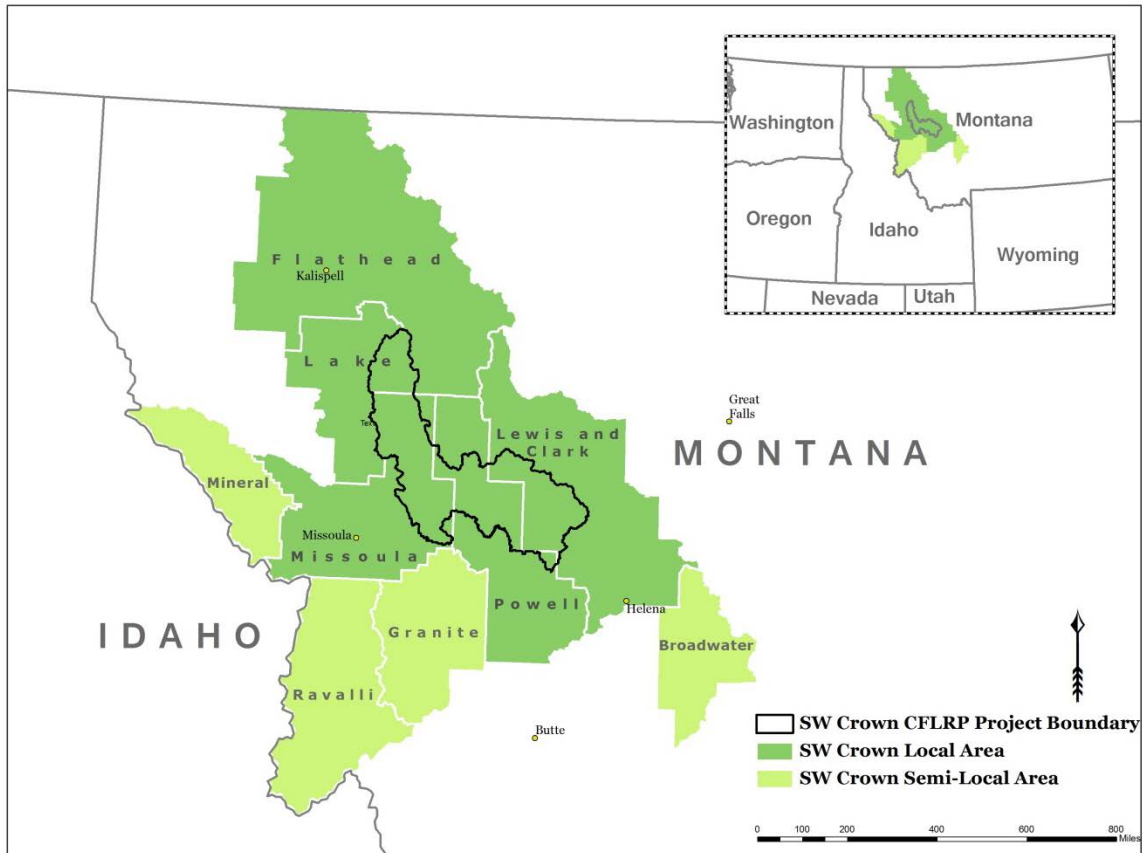 Washington
Montana
Oregon
Idaho
Wyoming
Nevada
Utah
Flathead
Kalispell
Lake
Great
Falls
Lewis and
Clark
MONTANA
Mineral
Missoula
Missoula
Powell
Helena
IDAHO
Granite
Broadwater
Ravalli
Butte
SW Crown CFLRP Project Boundary
SW Crown Local Area
SW Crown Semi-Local Area
0 200 400 600 800
Miles